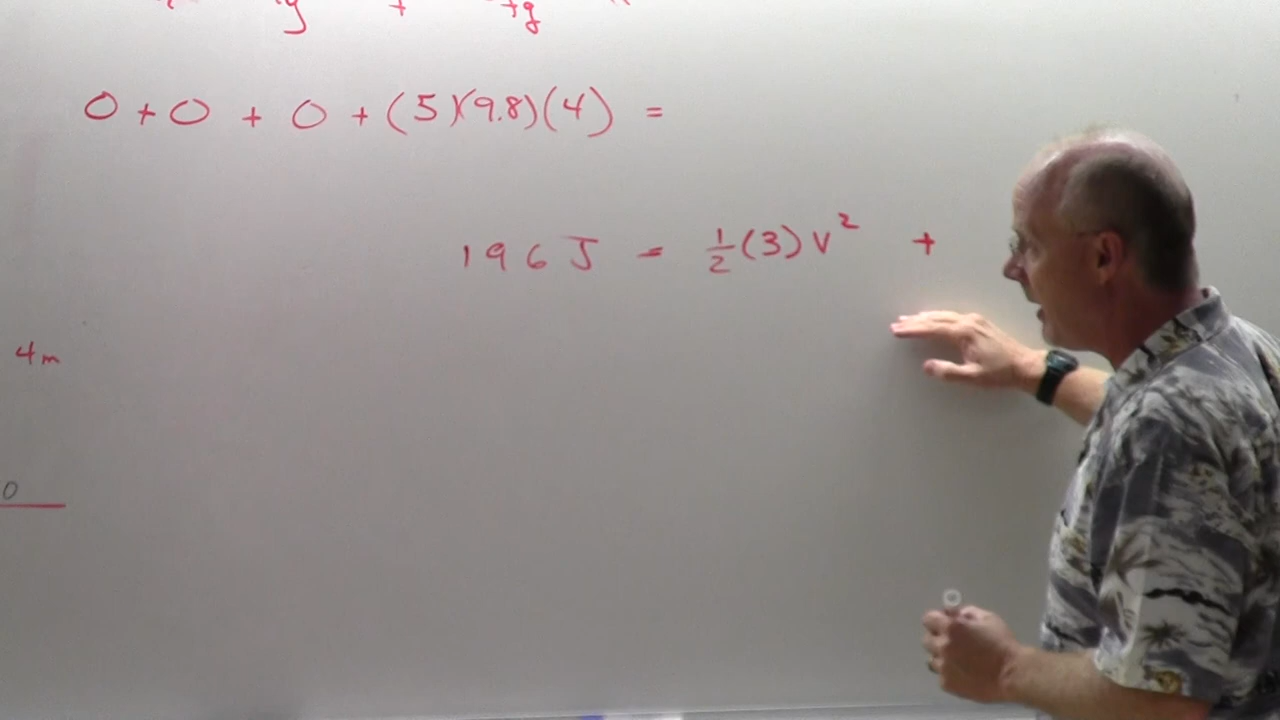 0 + 0 + 0 + (5)(9.8)(4) =
196 J = ½(3)v² +
4m
0